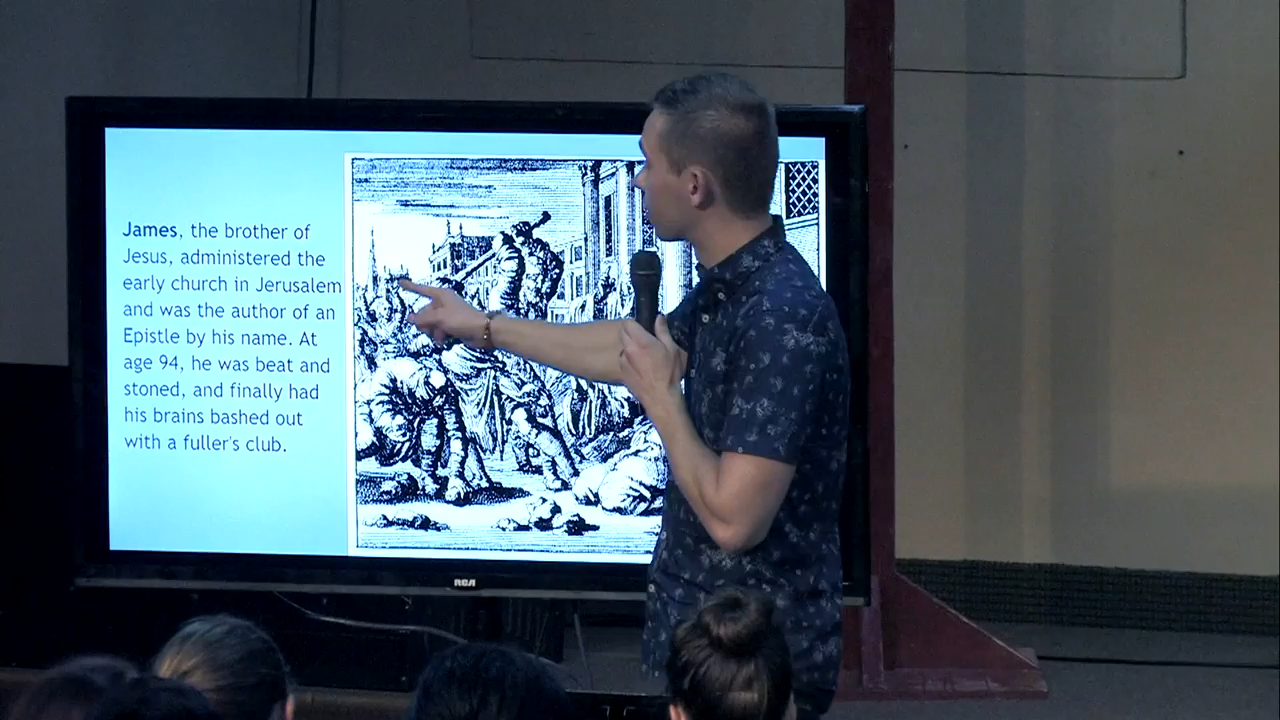 James, the brother of
Jesus, administered the
early church in Jerusalem
and was the author of an
Epistle by his name. At
age 94, he was beat and
stoned, and finally had
his brains bashed out
with a fuller's club.
RCA